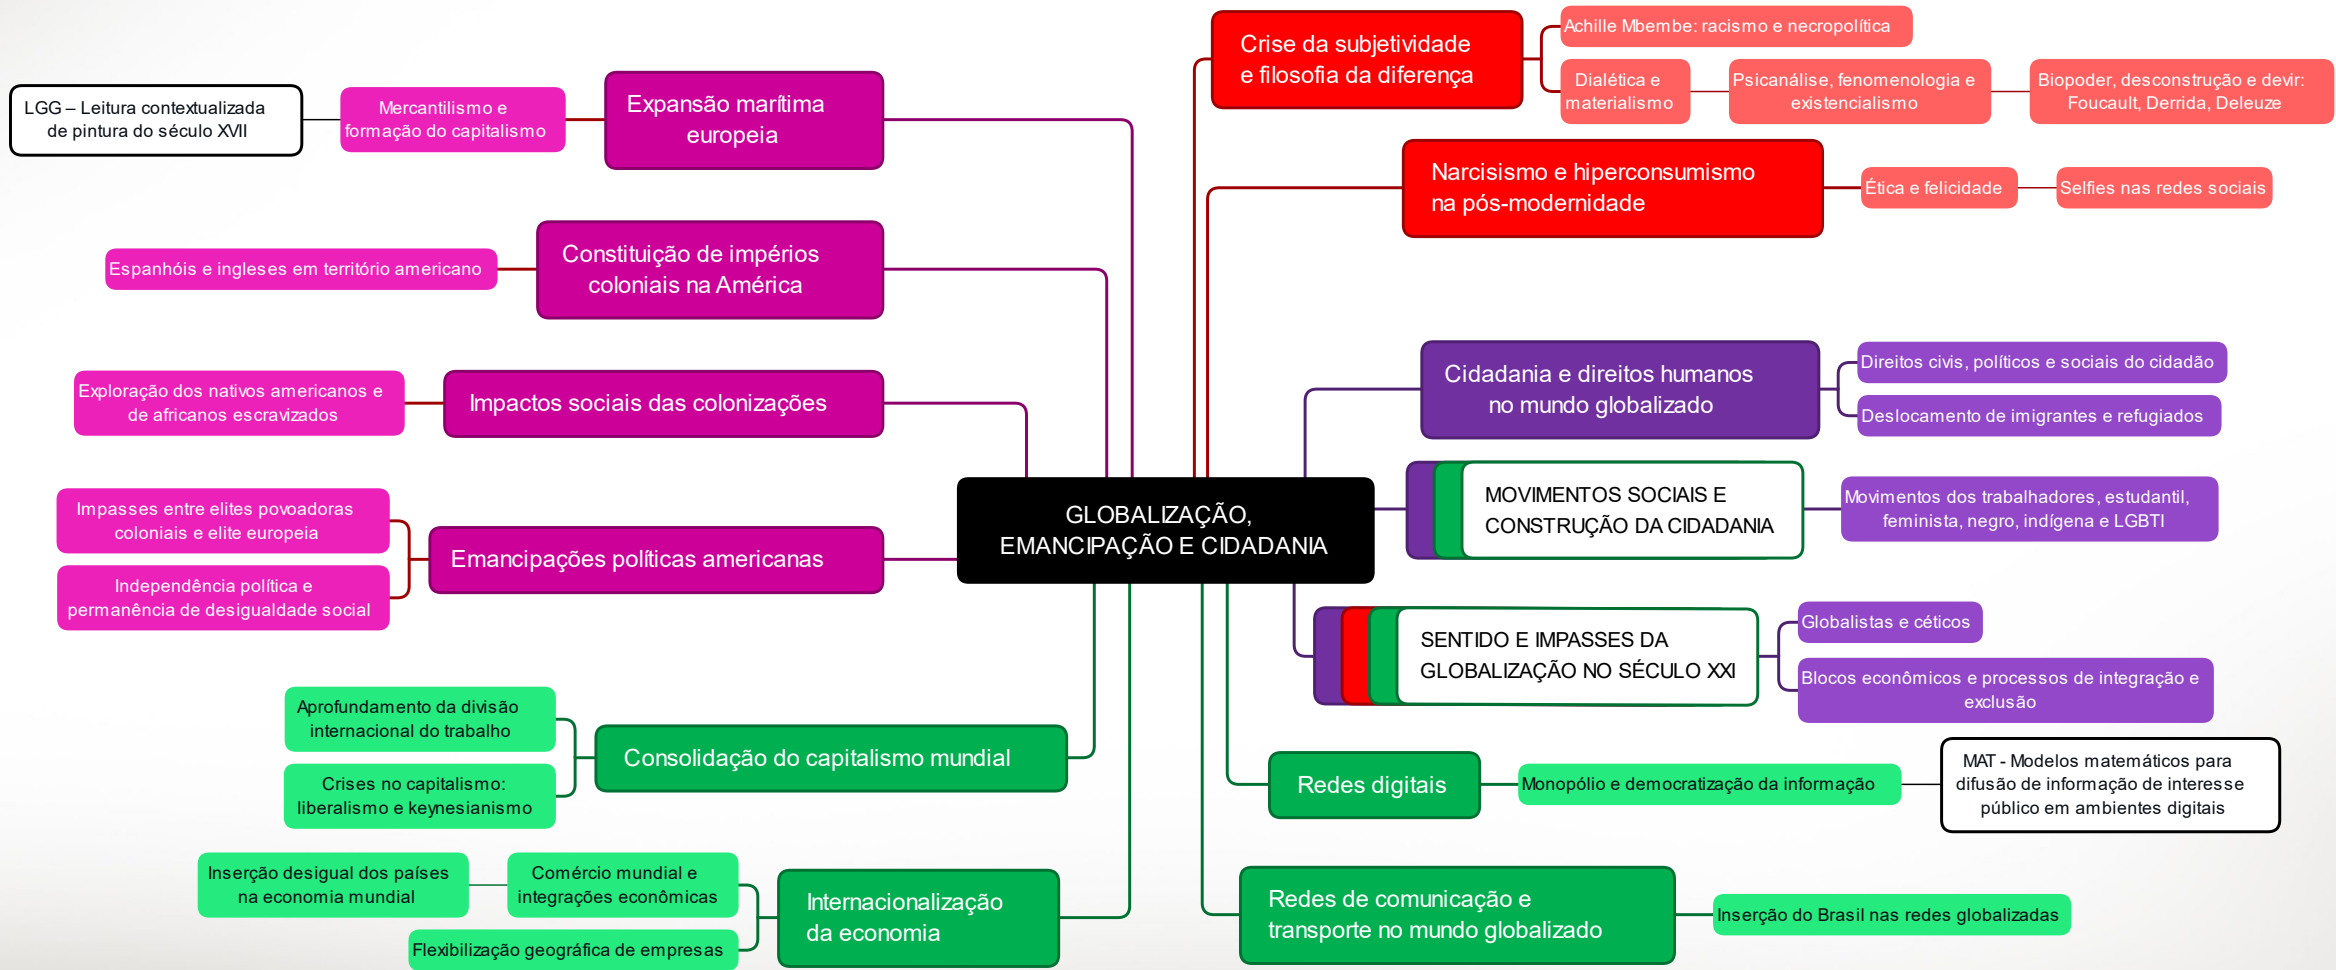 LGG – Leitura contextualizada
de pintura do século XVII
Mercantilismo e
formação do capitalismo
Expansão marítima
europeia
Espanhóis e ingleses em território americano
Constituição de impérios
coloniais na América
Exploração dos nativos americanos e
de africanos escravizados
Impactos sociais das colonizações
Impasses entre elites povoadoras
coloniais e elite europeia
Independência política e
permanência de desigualdade social
Emancipações políticas americanas
Aprofundamento da divisão
internacional do trabalho
Crises no capitalismo:
liberalismo e keynesianismo
Consolidação do capitalismo mundial
Inserção desigual dos países
na economia mundial
Comércio mundial e
integrações econômicas
Flexibilização geográfica de empresas
Internacionalização
da economia
GLOBALIZAÇÃO,
EMANCIPAÇÃO E CIDADANIA
Crise da subjetividade
e filosofia da diferença
Achille Mbembe: racismo e necropolítica
Dialética e
materialismo
Psicanálise, fenomenologia e
existencialismo
Biopoder, desconstrução e devir:
Foucault, Derrida, Deleuze
Narcisismo e hiperconsumismo
na pós-modernidade
Ética e felicidade
Selfies nas redes sociais
Cidadania e direitos humanos
no mundo globalizado
Direitos civis, políticos e sociais do cidadão
Deslocamento de imigrantes e refugiados
MOVIMENTOS SOCIAIS E
CONSTRUÇÃO DA CIDADANIA
Movimentos dos trabalhadores, estudantil,
feminista, negro, indígena e LGBTI
SENTIDO E IMPASSES DA
GLOBALIZAÇÃO NO SÉCULO XXI
Globalistas e céticos
Blocos econômicos e processos de integração e
exclusão
Redes digitais
Monopólio e democratização da informação
MAT - Modelos matemáticos para
difusão de informação de interesse
público em ambientes digitais
Redes de comunicação e
transporte no mundo globalizado
Inserção do Brasil nas redes globalizadas